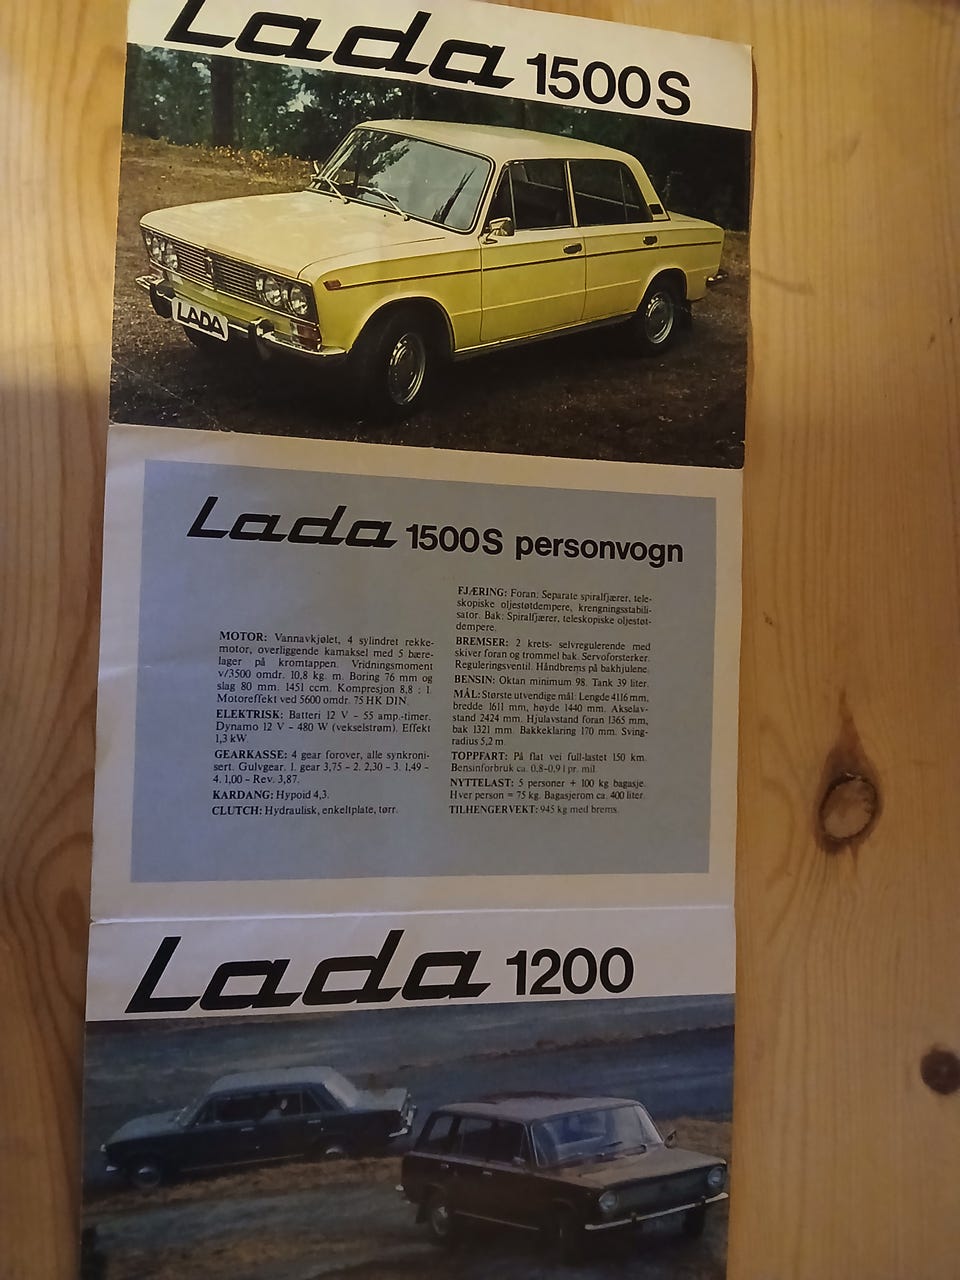 Lada 1500S
LADA
Lada 1500S personvogn
MOTOR: Vannavkjølet, 4 sylindret rekke-
motor, overliggende kamaksel med 5 bære-
lager på kromtappen. Vridningsmoment
v/3500 omdr. 10,8 kg. m. Boring 76 mm og
slag 80 mm. 1451 ccm. Kompresjon 8,8 : 1.
Motoreffekt ved 5600 omdr. 75 HK DIN.
ELEKTRISK: Batteri 12 V – 55 amp.-timer.
Dynamo 12 V – 480 W (vekselstrøm). Effekt
1,3 kW.
GEARKASSE: 4 gear forover, alle synkroni-
sert. Gulvgear. 1. gear 3,75 – 2. 2,30 – 3. 1,49 –
4. 1,00 – Rev. 3,87.
KARDANG: Hypoid 4,3.
CLUTCH: Hydraulisk, enkeltplate, tørr.
FJÆRING: Foran: Separate spiralfjærer, tele-
skopiske oljestøtdempere, krengningsstabili-
sator. Bak: Spiralfjærer, teleskopiske oljestøt-
dempere.
BREMSER: 2 krets- selvregulerende med
skiver foran og trommel bak. Servoforsterker.
Reguleringsventil. Håndbrems på bakhjulene.
BENSIN: Oktan minimum 98. Tank 39 liter.
MÅL: Største utvendige mål: Lengde 4116 mm,
bredde 1611 mm, høyde 1440 mm. Akselav-
stand 2424 mm. Hjulavstand foran 1365 mm,
bak 1321 mm. Bakkeklaring 170 mm. Sving-
radius 5,2 m.
TOPPFART: På flat vei full-lastet 150 km.
Bensinforbruk ca. 0,8–0,9 l pr. mil.
NYTTELAST: 5 personer + 100 kg bagasje.
Hver person = 75 kg. Bagasjerom ca. 400 liter.
TILHENGERVEKT: 945 kg med brems.
Lada 1200